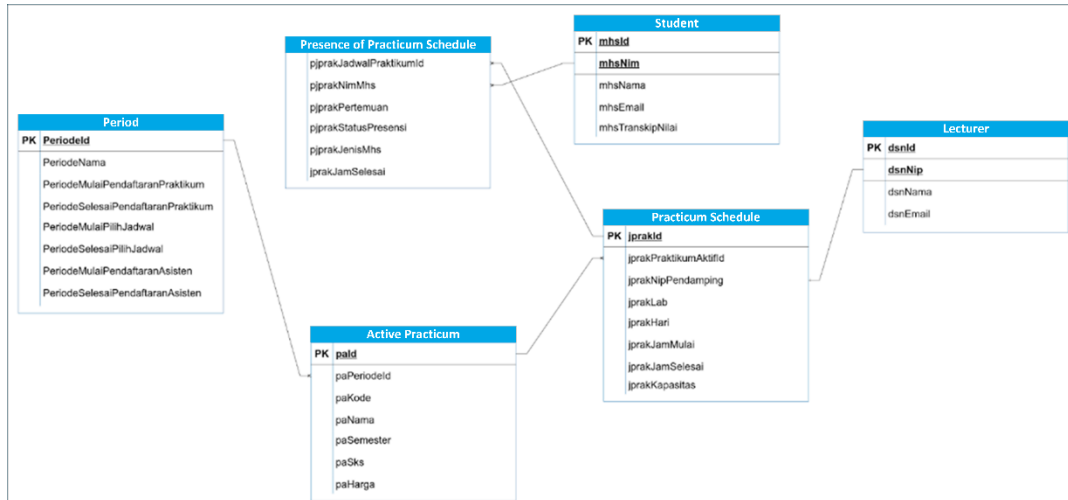 Student
PK mhsId
mhsNim
mhsNama
mhsEmail
mhsTranskipNilai
Presence of Practicum Schedule
pjprakJadwalPraktikumId
pjprakNimMhs
pjprakPertemuan
pjprakStatusPresensi
pjprakJenisMhs
jprakJamSelesai
Period
PK PeriodeId
PeriodeNama
PeriodeMulaiPendaftaranPraktikum
PeriodeSelesaiPendaftaranPraktikum
PeriodeMulaiPilihJadwal
PeriodeSelesaiPilihJadwal
PeriodeMulaiPendaftaranAsisten
PeriodeSelesaiPendaftaranAsisten
Lecturer
PK dsnId
dsnNip
dsnNama
dsnEmail
Practicum Schedule
PK jprakId
jprakPraktikumAktifId
jprakNipPendamping
jprakLab
jprakHari
jprakJamMulai
jprakJamSelesai
jprakKapasitas
Active Practicum
PK paId
paPeriodeId
paKode
paNama
paSemester
paSks
paHarga